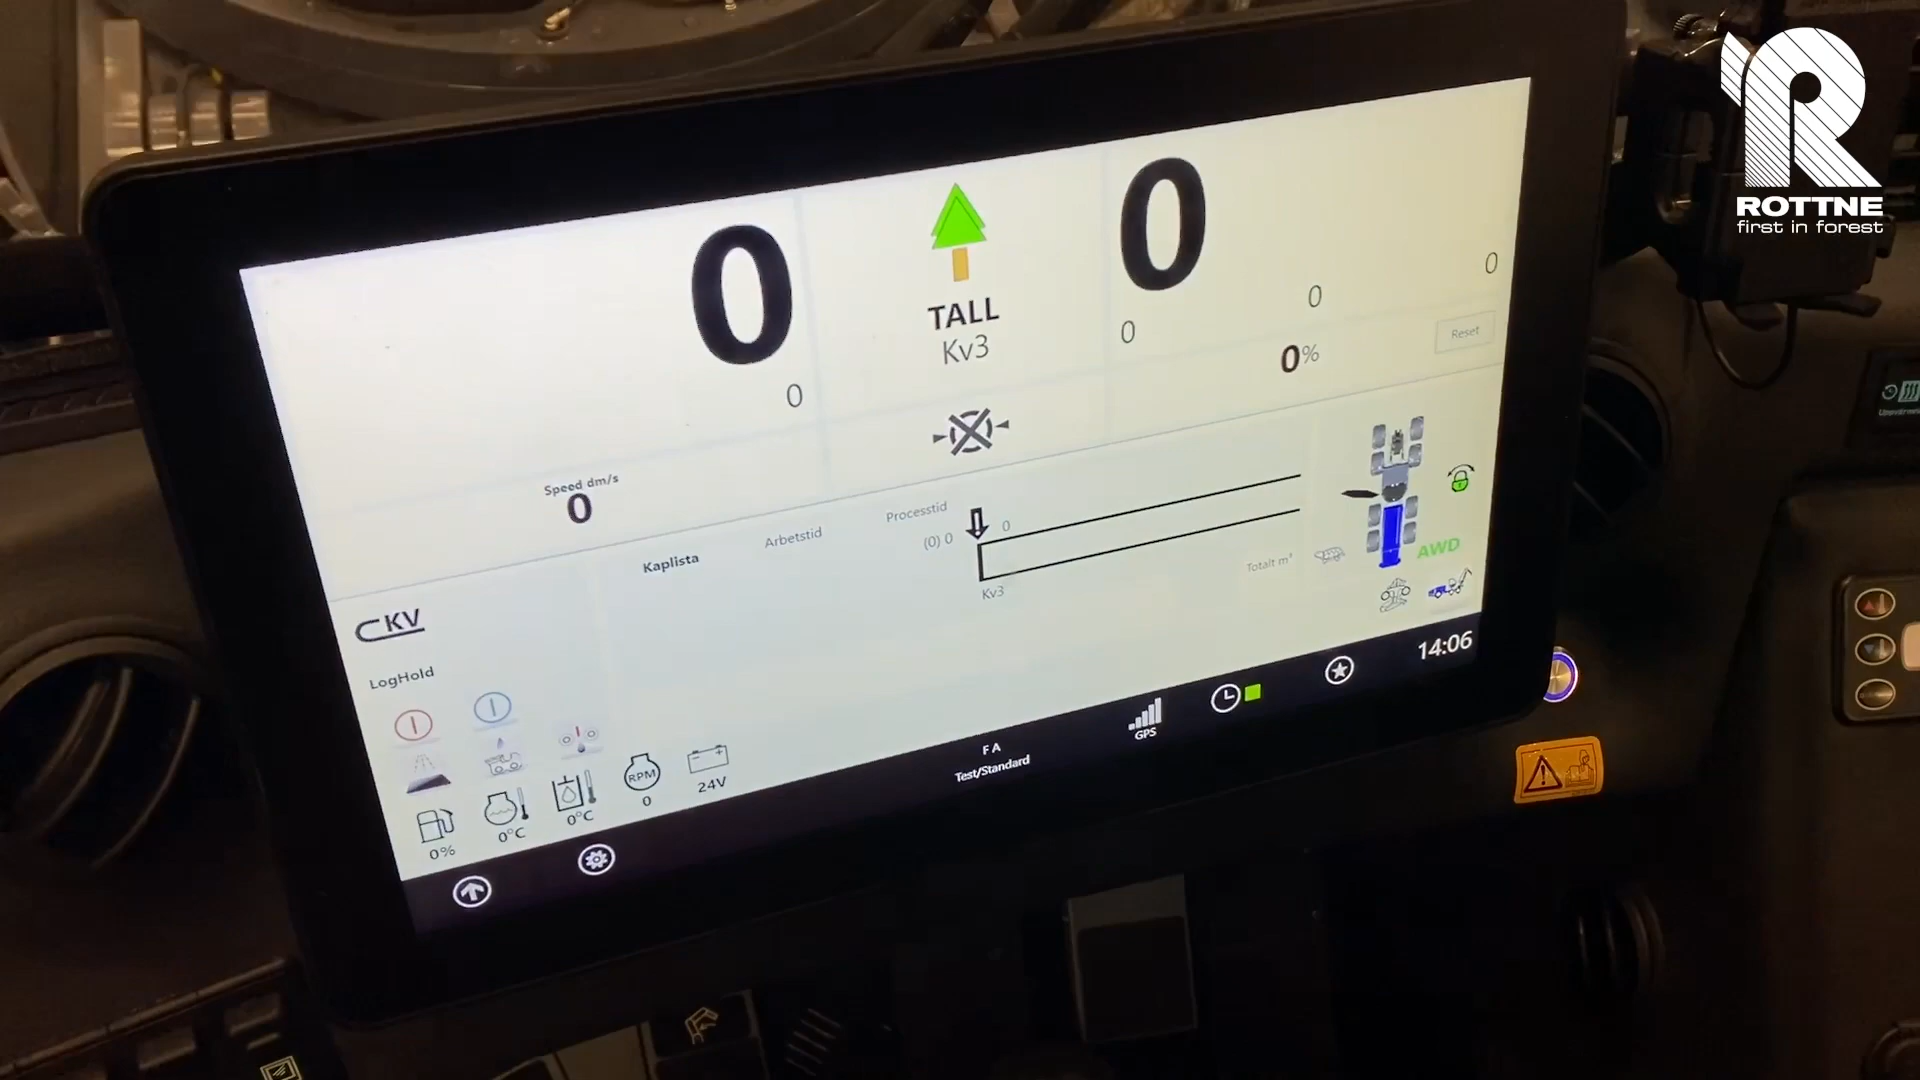 ROTTNE
first in forest
0
0
TALL
Kv3
0
0
0
0
0%
Reset
Speed dm/s
0
Kaplista
Arbetstid
Processtid
(0) 0
0
Kv3
Totalt m³
AWD
KV
LogHold
0%
0°C
0°C
RPM
0
24V
F A
Test/Standard
GPS
14:06